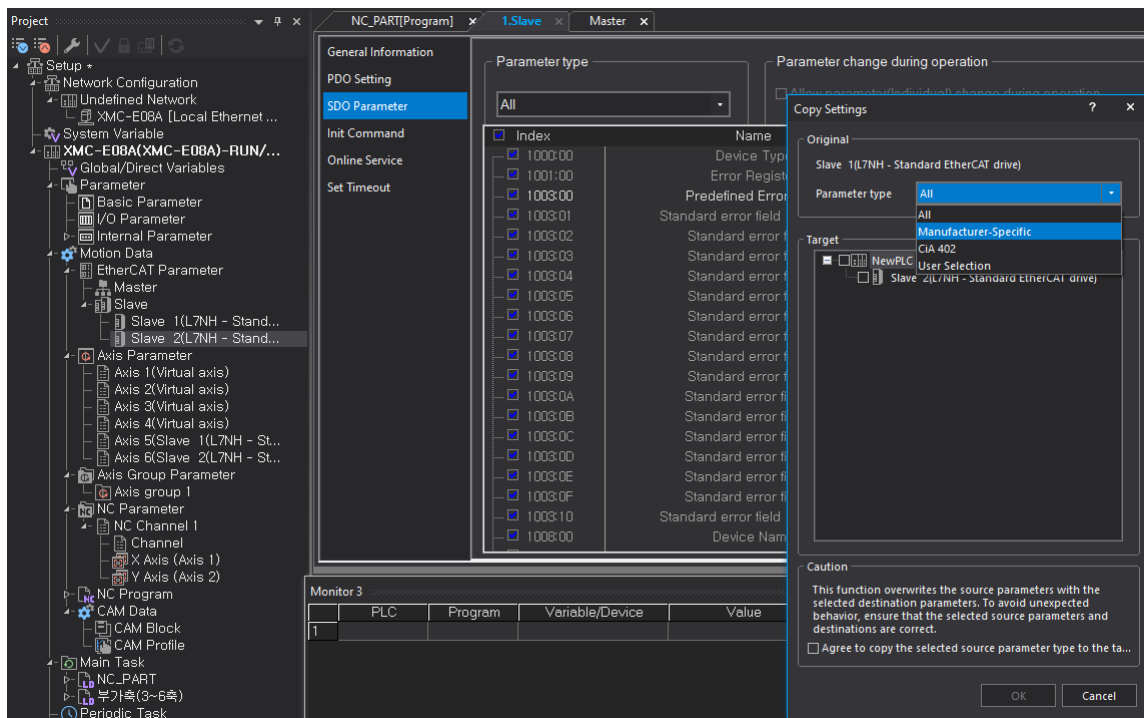 Project
Setup *
Network Configuration
Undefined Network
XMC-E08A [Local Ethernet ...
System Variable
XMC-E08A(XMC-E08A)-RUN/...
Global/Direct Variables
Parameter
Basic Parameter
I/O Parameter
Internal Parameter
Motion Data
EtherCAT Parameter
Master
Slave
Slave 1(L7NH - Stand...
Slave 2(L7NH - Stand...
Axis Parameter
Axis 1(Virtual axis)
Axis 2(Virtual axis)
Axis 3(Virtual axis)
Axis 4(Virtual axis)
Axis 5(Slave 1(L7NH - St...
Axis 6(Slave 2(L7NH - St...
Axis Group Parameter
Axis group 1
NC Parameter
NC Channel 1
Channel
X Axis (Axis 1)
Y Axis (Axis 2)
NC Program
CAM Data
CAM Block
CAM Profile
Main Task
NC_PART
부가축(3~6축)
Periodic Task
NC_PART[Program]
1.Slave
Master
General Information
PDO Setting
SDO Parameter
Init Command
Online Service
Set Timeout
Parameter type
All
Parameter change during operation
Allow parameter(Individual) change during operation
Index Name
1000:00 Device Type
1001:00 Error Regist
1003:00 Predefined Error
1003:01 Standard error field
1003:02 Standard error f
1003:03 Standard error f
1003:04 Standard error f
1003:05 Standard error f
1003:06 Standard error f
1003:07 Standard error f
1003:08 Standard error f
1003:09 Standard error f
1003:0A Standard error fi
1003:0B Standard error fi
1003:0C Standard error fi
1003:0D Standard error fi
1003:0E Standard error fi
1003:0F Standard error fi
1003:10 Standard error field
1008:00 Device Nam
Monitor 3
PLC Program Variable/Device Value
1
Copy Settings ?
Original
Slave 1(L7NH - Standard EtherCAT drive)
Parameter type All
All
Manufacturer-Specific
CiA 402
User Selection
Target
NewPLC
Slave 2(L7NH - Standard EtherCAT drive)
Caution
This function overwrites the source parameters with the
selected destination parameters. To avoid unexpected
behavior, ensure that the selected source parameters and
destinations are correct.
Agree to copy the selected source parameter type to the ta...
OK Cancel